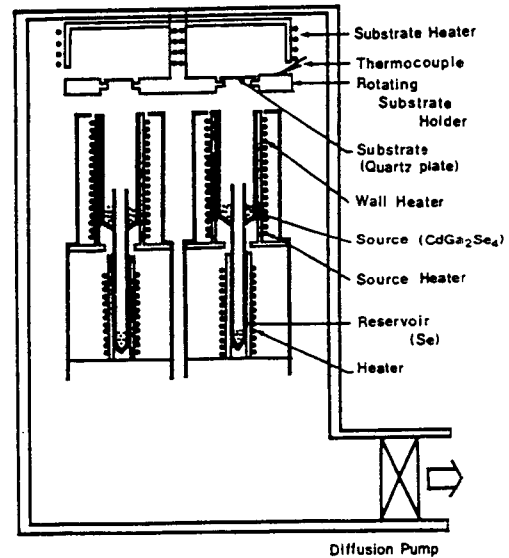 Substrate Heater
Thermocouple
Rotating
Substrate
Holder
Substrate
(Quartz plate)
Wall Heater
Source (CdGa₂Se₄)
Source Heater
Reservoir
(Se)
Heater
Diffusion Pump